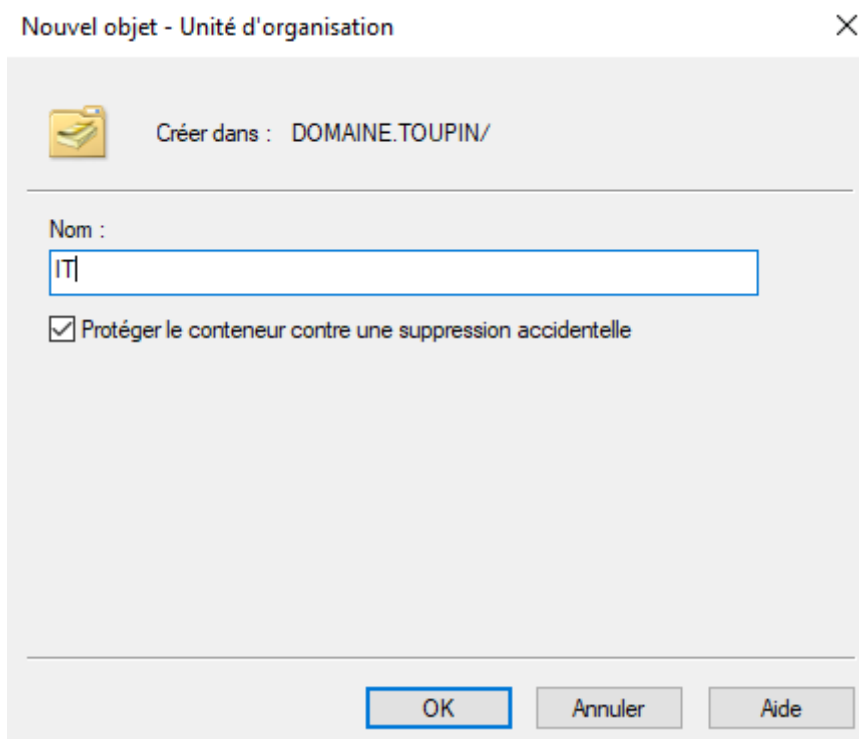 Nouvel objet - Unité d'organisation
Créer dans : DOMAINE.TOUPIN/
Nom :
IT
Protéger le conteneur contre une suppression accidentelle
OK Annuler Aide